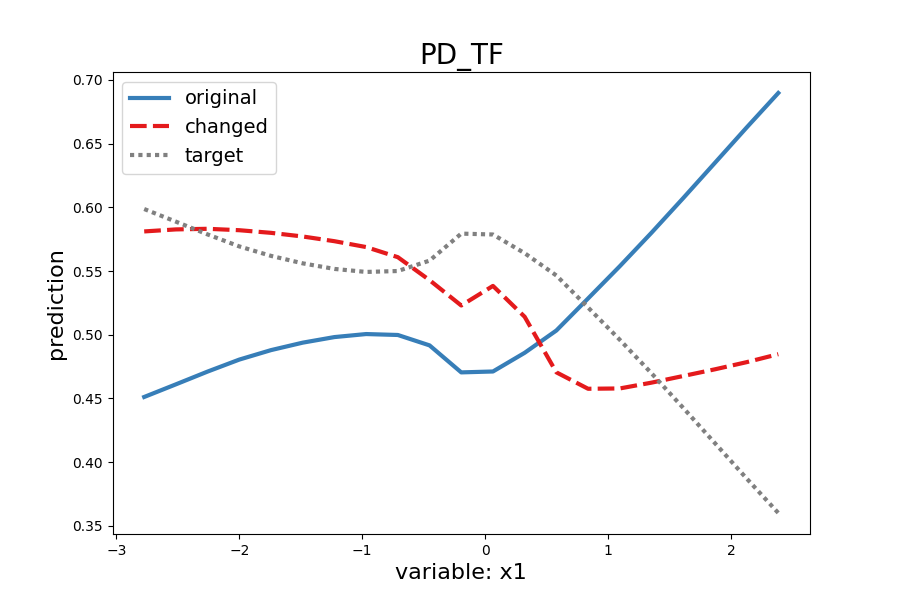 PD_TF
original
changed
target
0.70
0.65
0.60
0.55
0.50
0.45
0.40
0.35
prediction
−3
−2
−1
0
1
2
variable: x1